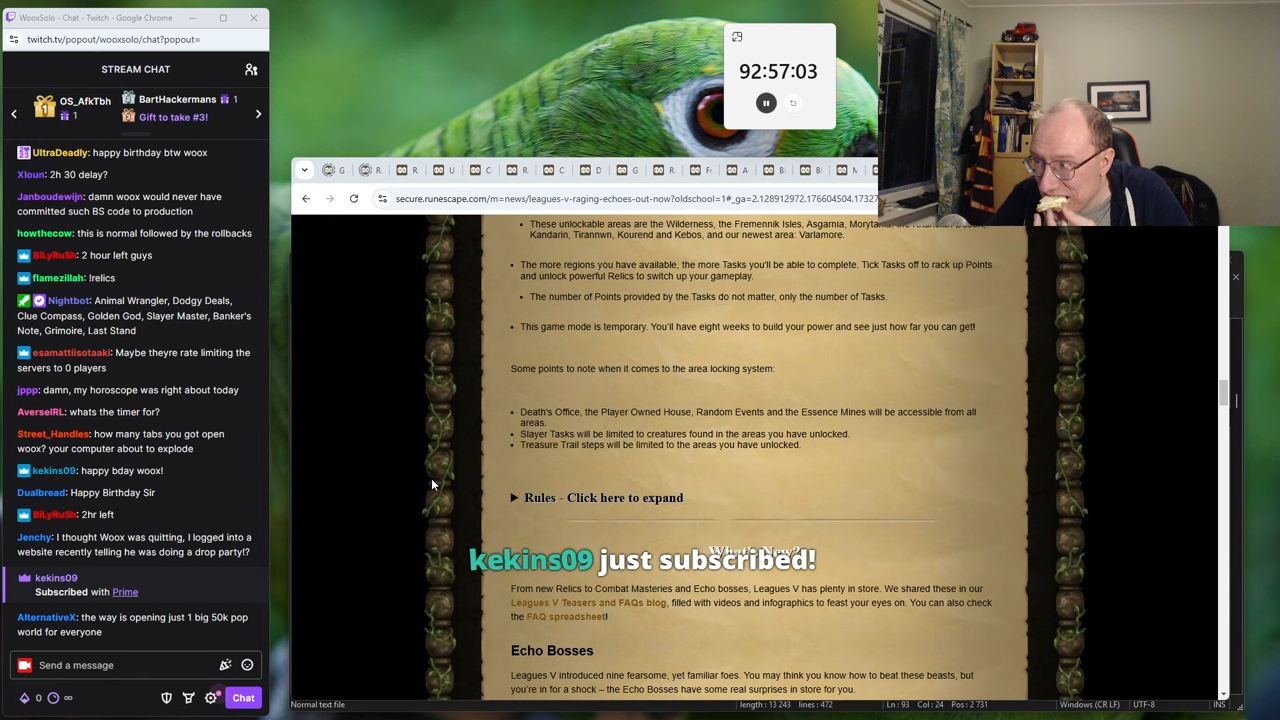 WooxSolo - Chat - Twitch - Google Chrome
twitch.tv/popout/wooxsolo/chat?popout=
STREAM CHAT
OS_AfkTbh
1
BartHackermans 1
Gift to take #3!
UltraDeadly: happy birthday btw woox
Xloun: 2h 30 delay?
Janboudewijn: damn woox would never
have committed such BS code to
production
howthecow: this is normal followed by the rollbacks
BiLyRuSh: 2 hour left guys
flamezillah: !relics
Nightbot: Animal Wrangler, Dodgy Deals,
Clue Compass, Golden God, Slayer Master, Banker's
Note, Grimoire, Last Stand
esamattiisotaaki: Maybe theyre rate limiting the
servers to 0 players
jppp: damn, my horoscope was right about today
AverselRL: whats the timer for?
Street_Handles: how many tabs you got open
woox? your computer about to explode
kekins09: happy bday woox!
Dualbread: Happy Birthday Sir
BiLyRuSh: 2hr left
Jenchy: I thought Woox was quitting, I logged into a
website recently telling he was doing a drop party!?
kekins09
Subscribed with Prime
AlternativeX: the way is opening just 1 big 50k pop
world for everyone
Send a message
0 ∞
Chat
92:57:03
secure.runescape.com/m=news/leagues-v-raging-echoes-out-now?oldschool=1#_ga=2.128912972.176604504.17327
These unlockable areas are the Wilderness, the Fremennik Isles, Asgarnia,
Kandarin, Tirannwn, Kourend and Kebos, and our newest area: Varlamore.
The more regions you have available, the more Tasks you'll be able to complete. Tick Tasks off to rack up Points
and unlock powerful Relics to switch up your gameplay.
The number of Points provided by the Tasks do not matter, only the number of Tasks.
This game mode is temporary. You'll have eight weeks to build your power and see just how far you can get!
Some points to note when it comes to the area locking system:
Death's Office, the Player Owned House, Random Events and the Essence Mines will be accessible from all
areas.
Slayer Tasks will be limited to creatures found in the areas you have unlocked.
Treasure Trail steps will be limited to the areas you have unlocked.
Rules - Click here to expand
What's New?
kekins09 just subscribed!
From new Relics to Combat Masteries and Echo bosses, Leagues V has plenty in store. We shared these in our
Leagues V Teasers and FAQs blog, filled with videos and infographics to feast your eyes on. You can also check
the FAQ spreadsheet!
Echo Bosses
Leagues V introduced nine fearsome, yet familiar foes. You may think you know how to beat these beasts, but
you're in for a shock – the Echo Bosses have some real surprises in store for you.
Normal text file
length : 13 243 lines : 472
Ln : 93 Col : 24 Pos : 2 731
Windows (CR LF)
UTF-8
INS